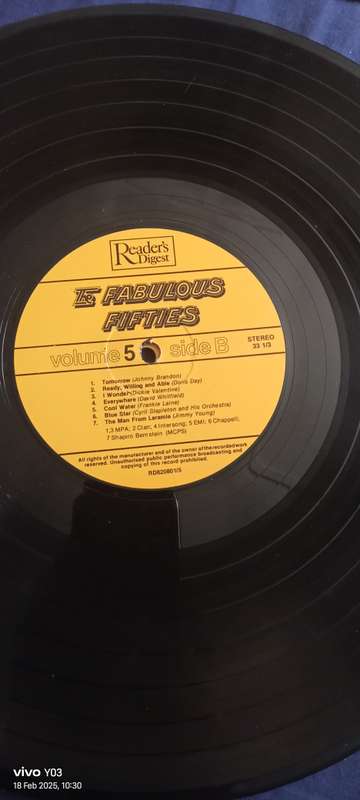 Reader's
Digest
The FABULOUS
FIFTIES
volume 5 side B
STEREO
33 1/3
1. Tomorrow (Johnny Brandon)
2. Ready, Willing and Able (Doris Day)
3. I Wonder (Dickie Valentine)
4. Everywhere (David Whitfield)
5. Cool Water (Frankie Laine)
6. Blue Star (Cyril Stapleton and His Orchestra)
7. The Man From Laramie (Jimmy Young)
1,3 MPA; 2 Clan; 4 Intersong; 5 EMI; 6 Chappell;
7 Shapiro Bernstein (MCPS)
All rights of the manufacturer and of the owner of the recorded work
reserved. Unauthorised public performance broadcasting and
copying of this record prohibited.
RD820801/5
vivo Y03
18 Feb 2025, 10:30